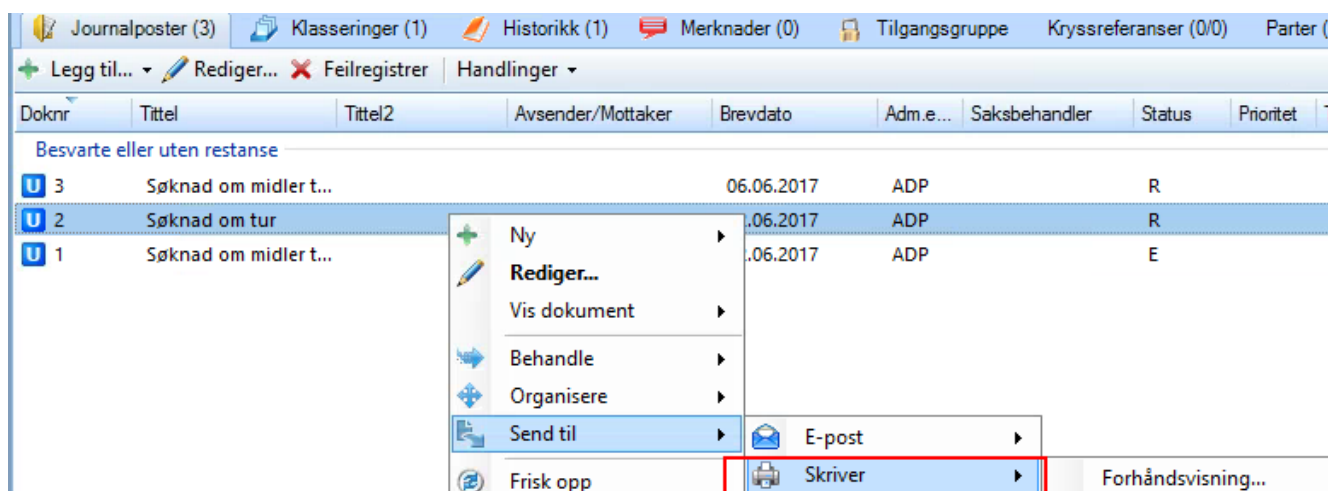 Journalposter (3) Klasseringer (1) Historikk (1) Merknader (0) Tilgangsgruppe Kryssreferanser (0/0) Parter (
Legg til... Rediger... Feilregistrer Handlinger
Doknr Tittel Tittel2 Avsender/Mottaker Brevdato Adm.e... Saksbehandler Status Prioritet
Besvarte eller uten restanse
U 3 Søknad om midler t... 06.06.2017 ADP R
U 2 Søknad om tur .06.2017 ADP R
U 1 Søknad om midler t... .06.2017 ADP E
Ny
Rediger...
Vis dokument
Behandle
Organisere
Send til E-post
Frisk opp Skriver Forhåndsvisning...